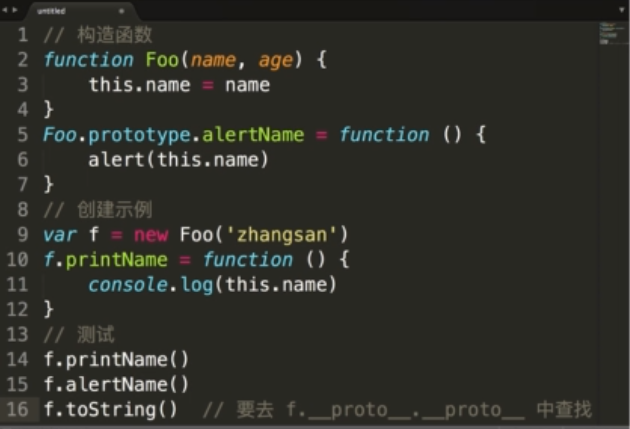 untitled
1 // 构造函数
2 function Foo(name, age) {
3     this.name = name
4 }
5 Foo.prototype.alertName = function () {
6     alert(this.name)
7 }
8 // 创建示例
9 var f = new Foo('zhangsan')
10 f.printName = function () {
11     console.log(this.name)
12 }
13 // 测试
14 f.printName()
15 f.alertName()
16 f.toString()  // 要去 f.__proto__.__proto__ 中查找